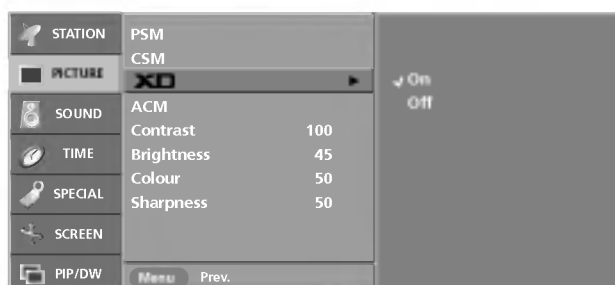 STATION
PICTURE
SOUND
TIME
SPECIAL
SCREEN
PIP/DW
PSM
CSM
XD
ACM
Contrast 100
Brightness 45
Colour 50
Sharpness 50
Menu Prev.
On
Off